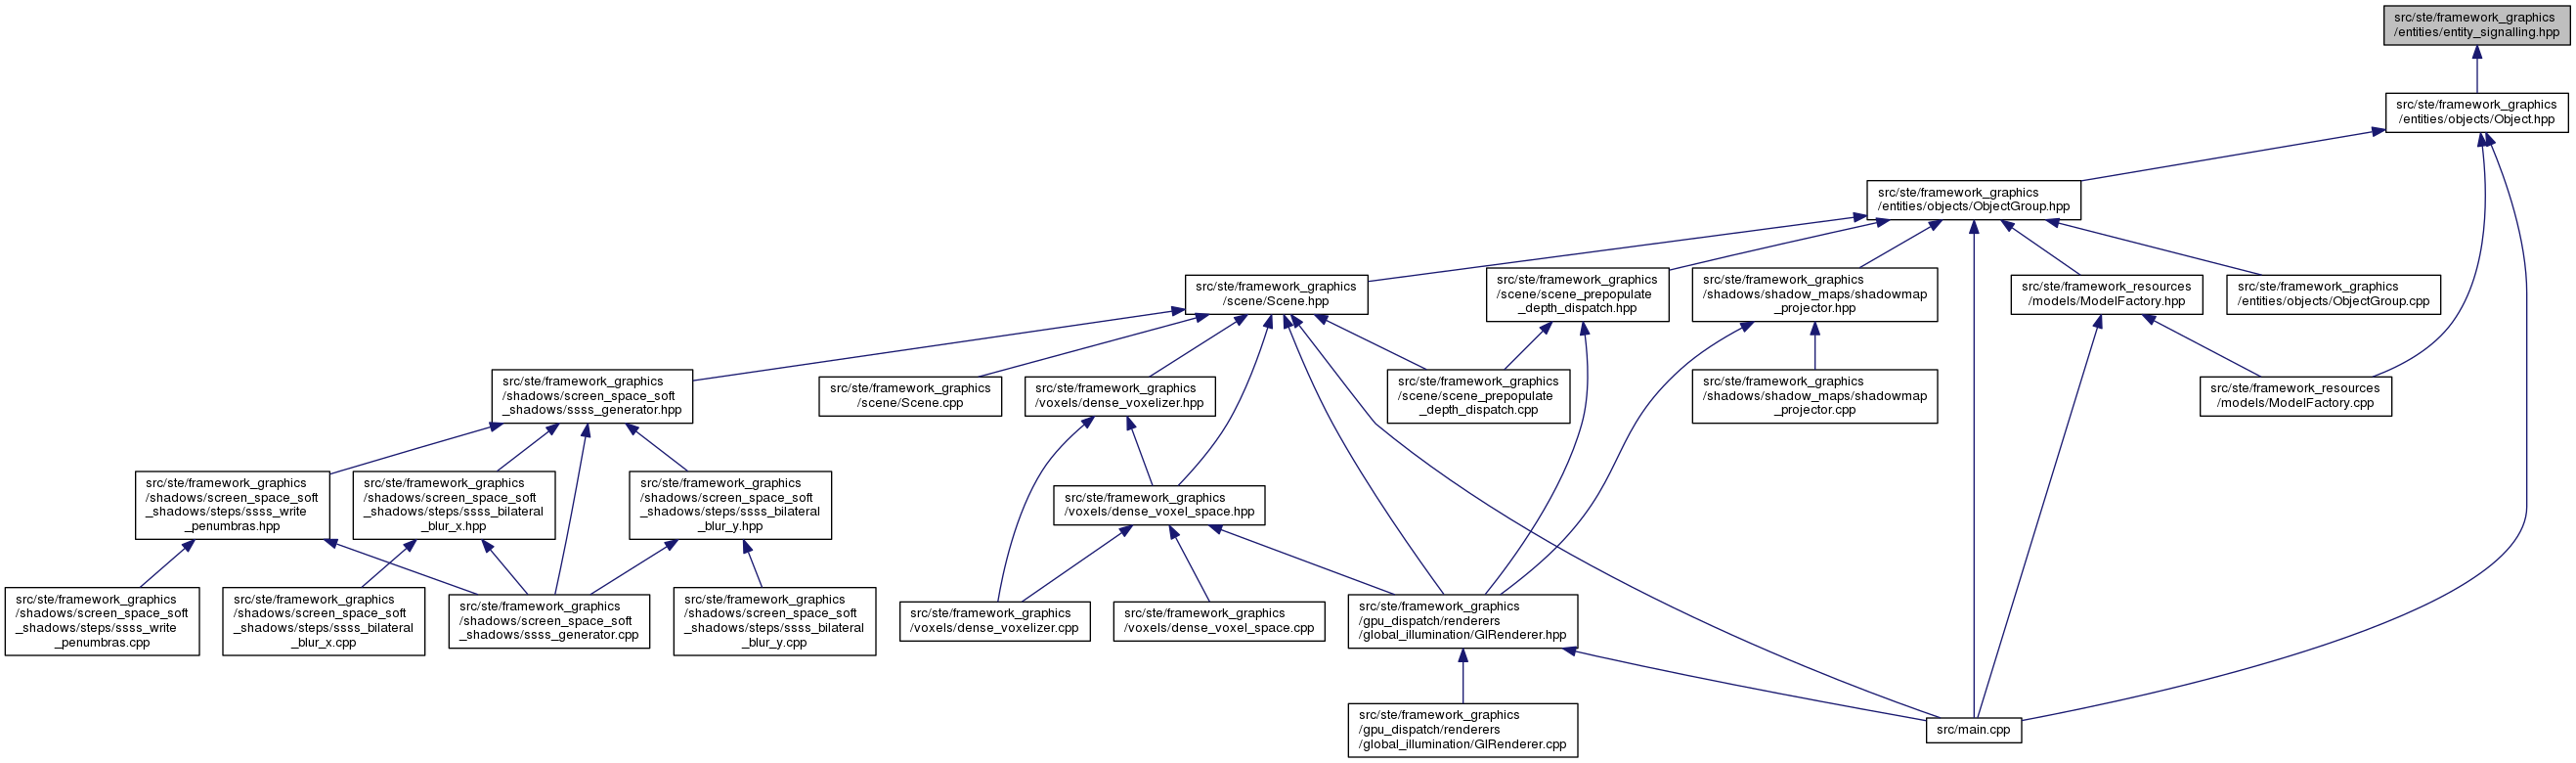 src/ste/framework_graphics
/entities/entity_signalling.hpp
src/ste/framework_graphics
/entities/objects/Object.hpp
src/ste/framework_graphics
/entities/objects/ObjectGroup.hpp
src/ste/framework_graphics
/scene/Scene.hpp
src/ste/framework_graphics
/scene/scene_prepopulate
_depth_dispatch.hpp
src/ste/framework_graphics
/shadows/shadow_maps/shadowmap
_projector.hpp
src/ste/framework_resources
/models/ModelFactory.hpp
src/ste/framework_graphics
/entities/objects/ObjectGroup.cpp
src/ste/framework_graphics
/shadows/screen_space_soft
_shadows/ssss_generator.hpp
src/ste/framework_graphics
/scene/Scene.cpp
src/ste/framework_graphics
/voxels/dense_voxelizer.hpp
src/ste/framework_graphics
/scene/scene_prepopulate
_depth_dispatch.cpp
src/ste/framework_graphics
/shadows/shadow_maps/shadowmap
_projector.cpp
src/ste/framework_resources
/models/ModelFactory.cpp
src/ste/framework_graphics
/shadows/screen_space_soft
_shadows/steps/ssss_write
_penumbras.hpp
src/ste/framework_graphics
/shadows/screen_space_soft
_shadows/steps/ssss_bilateral
_blur_x.hpp
src/ste/framework_graphics
/shadows/screen_space_soft
_shadows/steps/ssss_bilateral
_blur_y.hpp
src/ste/framework_graphics
/voxels/dense_voxel_space.hpp
src/ste/framework_graphics
/shadows/screen_space_soft
_shadows/steps/ssss_write
_penumbras.cpp
src/ste/framework_graphics
/shadows/screen_space_soft
_shadows/steps/ssss_bilateral
_blur_x.cpp
src/ste/framework_graphics
/shadows/screen_space_soft
_shadows/ssss_generator.cpp
src/ste/framework_graphics
/shadows/screen_space_soft
_shadows/steps/ssss_bilateral
_blur_y.cpp
src/ste/framework_graphics
/voxels/dense_voxelizer.cpp
src/ste/framework_graphics
/voxels/dense_voxel_space.cpp
src/ste/framework_graphics
/gpu_dispatch/renderers
/global_illumination/GIRenderer.hpp
src/ste/framework_graphics
/gpu_dispatch/renderers
/global_illumination/GIRenderer.cpp
src/main.cpp